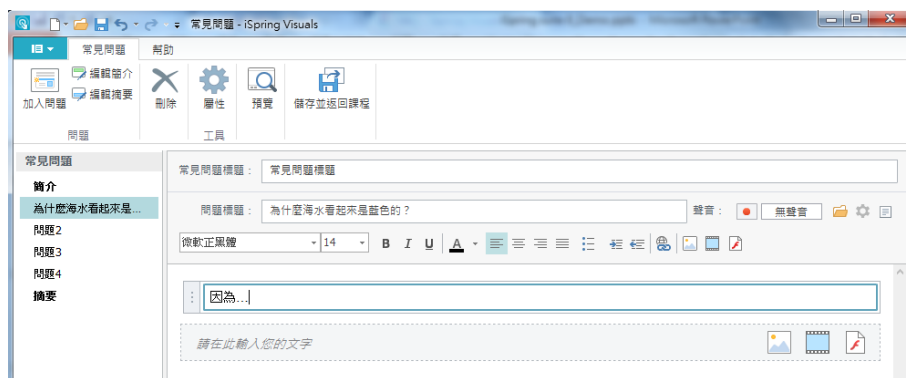 常見問題 - iSpring Visuals
常見問題 幫助
加入問題
編輯簡介
編輯摘要
刪除
屬性
預覽
儲存並返回課程
問題
工具
常見問題
簡介
為什麼海水看起來是...
問題2
問題3
問題4
摘要
常見問題標題： 常見問題標題
問題標題： 為什麼海水看起來是藍色的？ 聲音： 無聲音
微軟正黑體 14 B I U A
因為...
請在此輸入您的文字